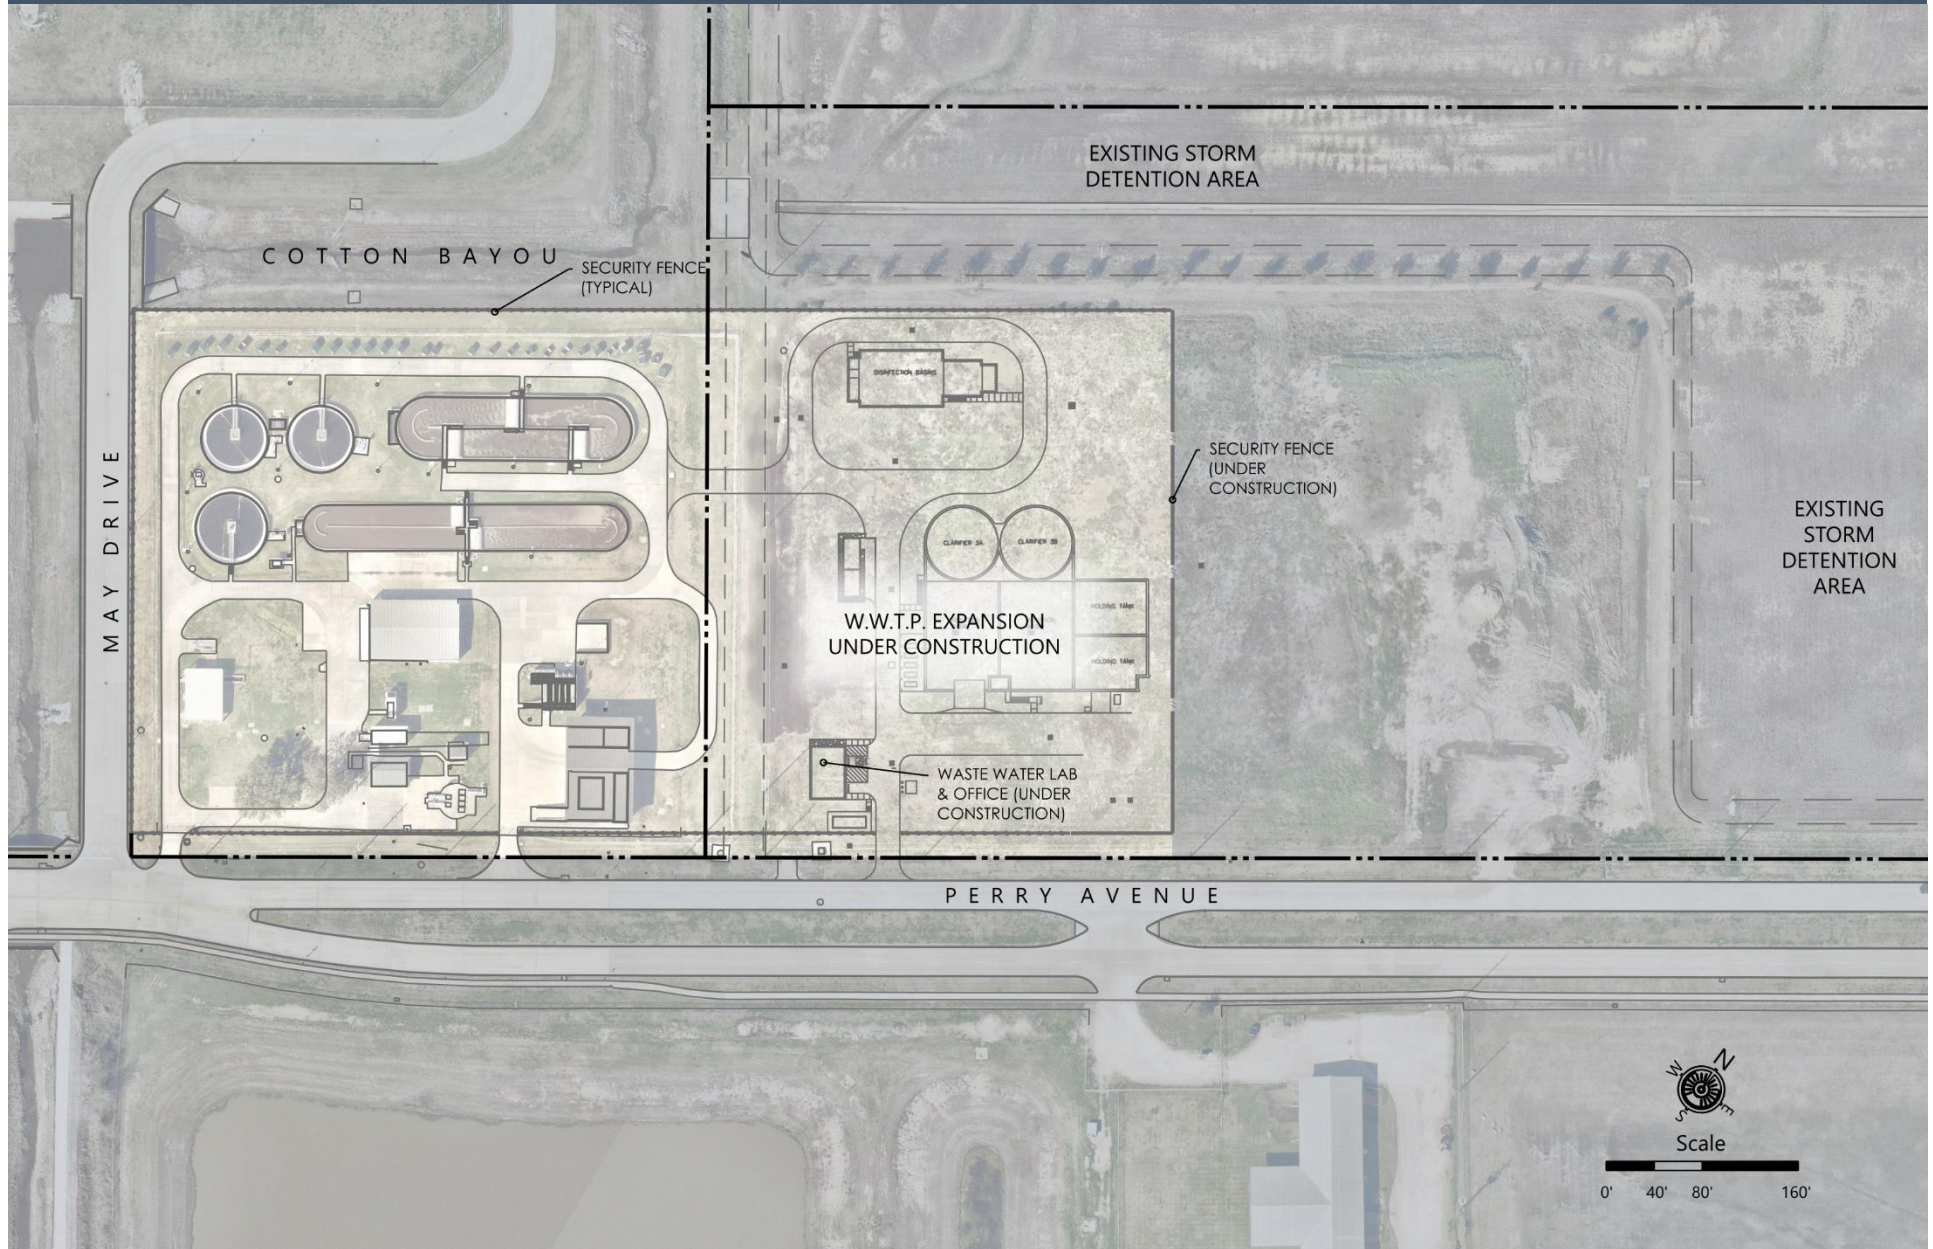 EXISTING STORM
DETENTION AREA
COTTON BAYOU
SECURITY FENCE
(TYPICAL)
DISINFECTION BASINS
MAY DRIVE
SECURITY FENCE
(UNDER
CONSTRUCTION)
EXISTING
STORM
DETENTION
AREA
CLARIFIER 3A
CLARIFIER 3B
HOLDING TANK
W.W.T.P. EXPANSION
UNDER CONSTRUCTION
HOLDING TANK
WASTE WATER LAB
& OFFICE (UNDER
CONSTRUCTION)
PERRY AVENUE
W N
S E
Scale
0' 40' 80' 160'